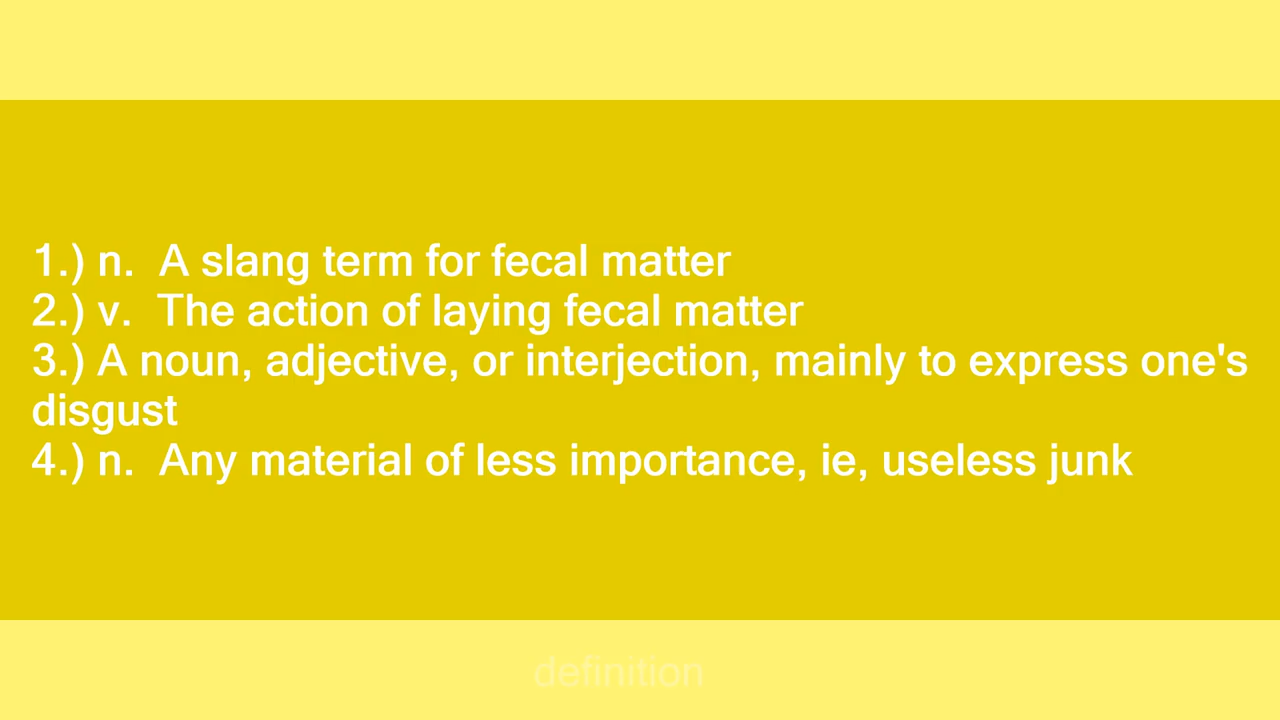 1.) n.  A slang term for fecal matter
2.) v.  The action of laying fecal matter
3.) A noun, adjective, or interjection, mainly to express one's
disgust
4.) n.  Any material of less importance, ie, useless junk
definition